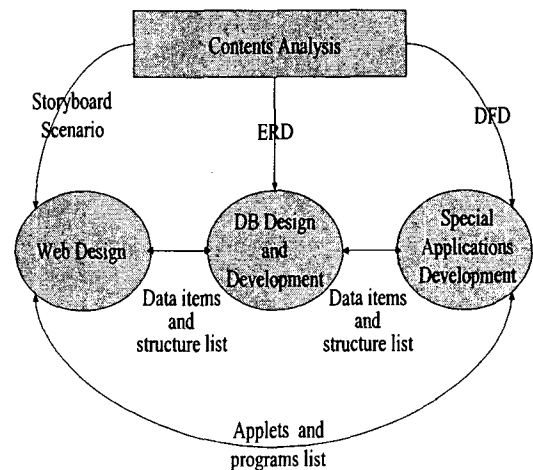 Contents Analysis
Storyboard
Scenario
ERD
DFD
Web Design
DB Design
and
Development
Special
Applications
Development
Data items
and
structure list
Data items
and
structure list
Applets and
programs list